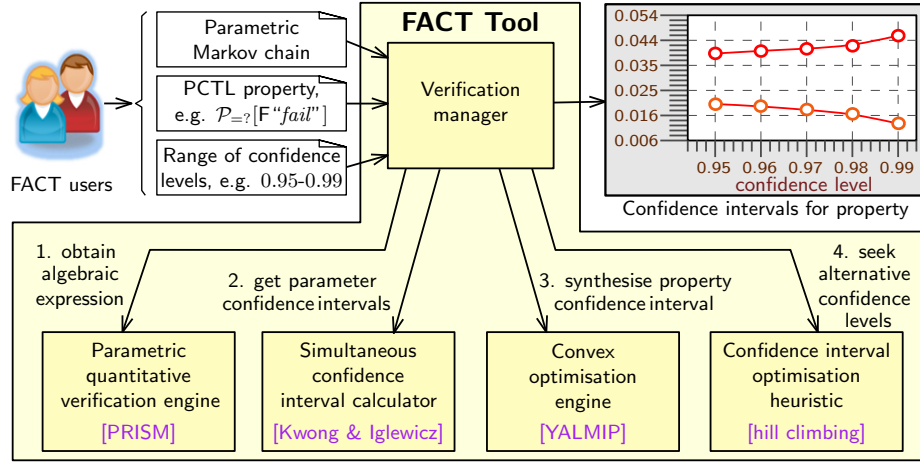 FACT Tool
Parametric
Markov chain
PCTL property,
e.g. 𝒫=?[F“fail”]
Range of confidence
levels, e.g. 0.95-0.99
FACT users
Verification
manager
0.054
0.044
0.035
0.025
0.016
0.006
0.95 0.96 0.97 0.98 0.99
confidence level
Confidence intervals for property
1. obtain
algebraic
expression
2. get parameter
confidence intervals
3. synthesise property
confidence interval
4. seek
alternative
confidence
levels
Parametric
quantitative
verification engine
[PRISM]
Simultaneous
confidence
interval calculator
[Kwong & Iglewicz]
Convex
optimisation
engine
[YALMIP]
Confidence interval
optimisation
heuristic
[hill climbing]